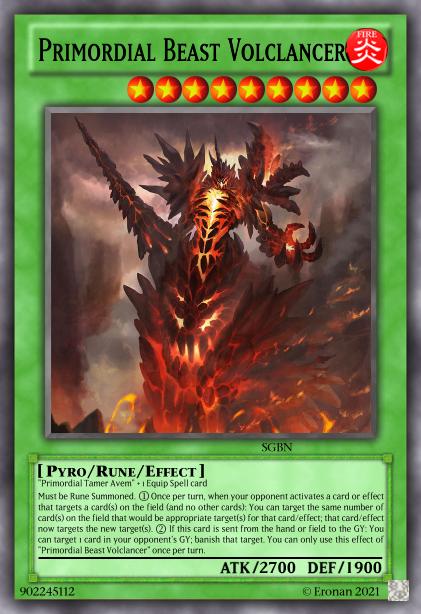 PRIMORDIAL BEAST VOLCLANCER
FIRE
炎
SGBN
[ PYRO/RUNE/EFFECT ]
"Primordial Tamer Avem" + 1 Equip Spell card
Must be Rune Summoned. ① Once per turn, when your opponent activates a card or effect
that targets a card(s) on the field (and no other cards): You can target the same number of
card(s) on the field that would be appropriate target(s) for that card/effect; that card/effect
now targets the new target(s). ② If this card is sent from the hand or field to the GY: You
can target 1 card in your opponent's GY; banish that target. You can only use this effect of
"Primordial Beast Volclancer" once per turn.
ATK/2700 DEF/1900
902245112
© Eronan 2021